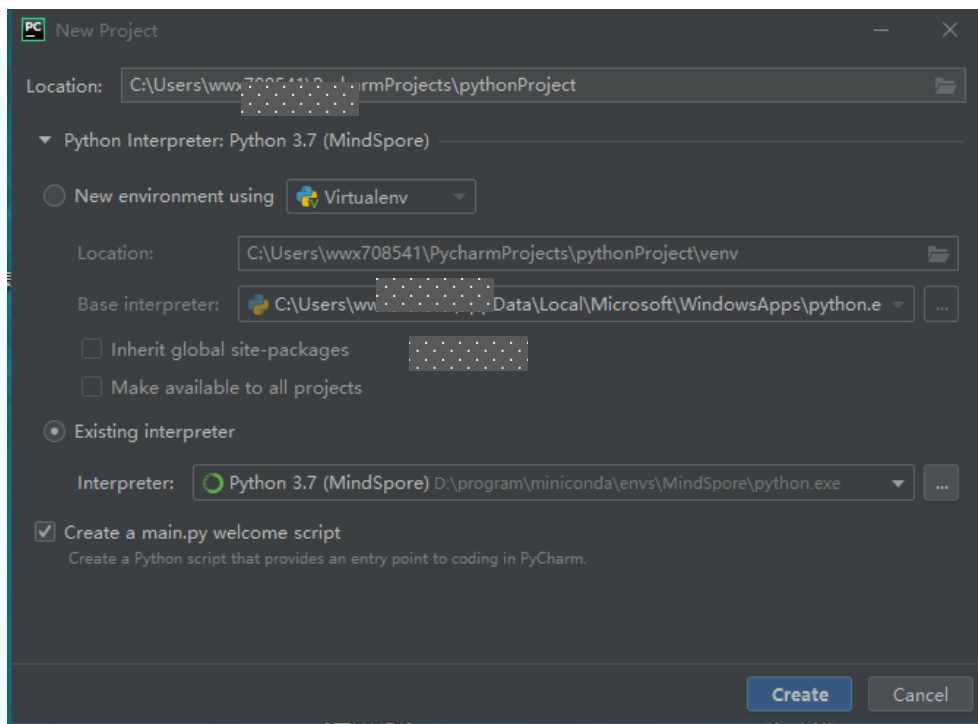 PC New Project
Location: C:\Users\wwx rmProjects\pythonProject
Python Interpreter: Python 3.7 (MindSpore)
New environment using Virtualenv
Location: C:\Users\wwx708541\PycharmProjects\pythonProject\venv
Base interpreter: C:\Users\ww Data\Local\Microsoft\WindowsApps\python.e ...
Inherit global site-packages
Make available to all projects
Existing interpreter
Interpreter: Python 3.7 (MindSpore) D:\program\miniconda\envs\MindSpore\python.exe ...
Create a main.py welcome script
Create a Python script that provides an entry point to coding in PyCharm.
Create Cancel